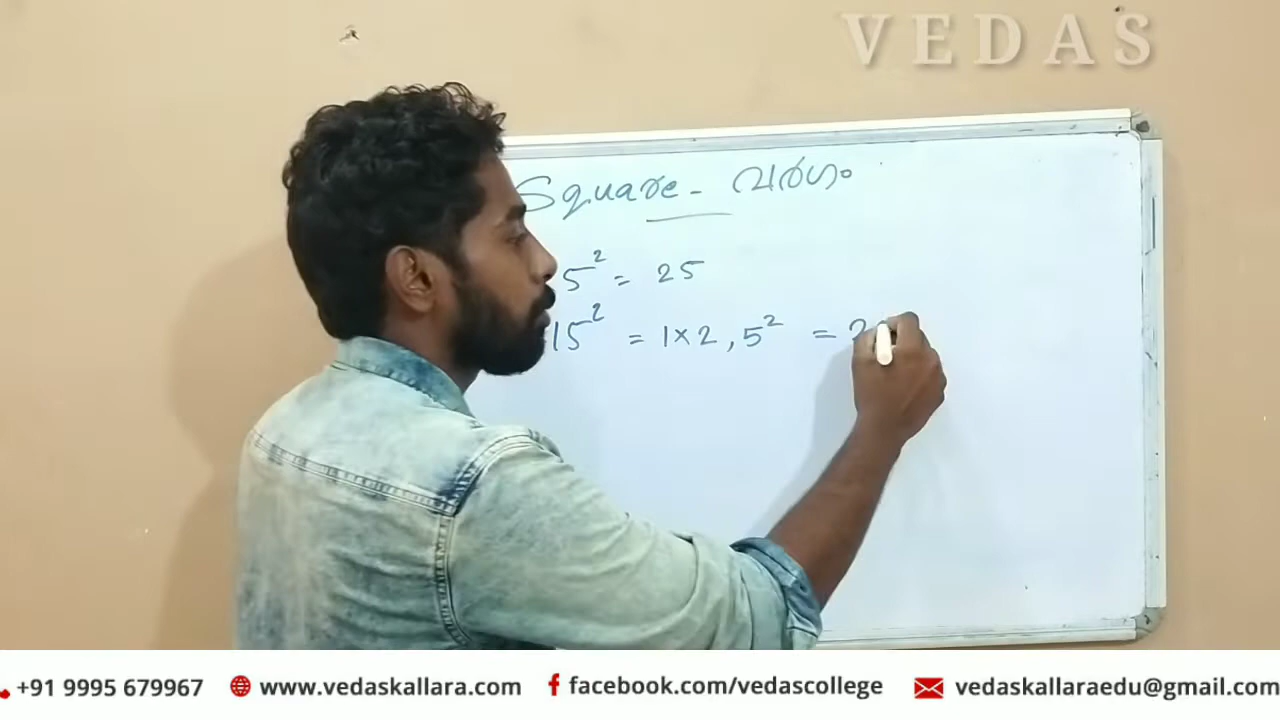 VEDAS
Square - വർഗം
5² = 25
15² = 1×2, 5² = 2
+91 9995 679967 www.vedaskallara.com facebook.com/vedascollege vedaskallaraedu@gmail.com